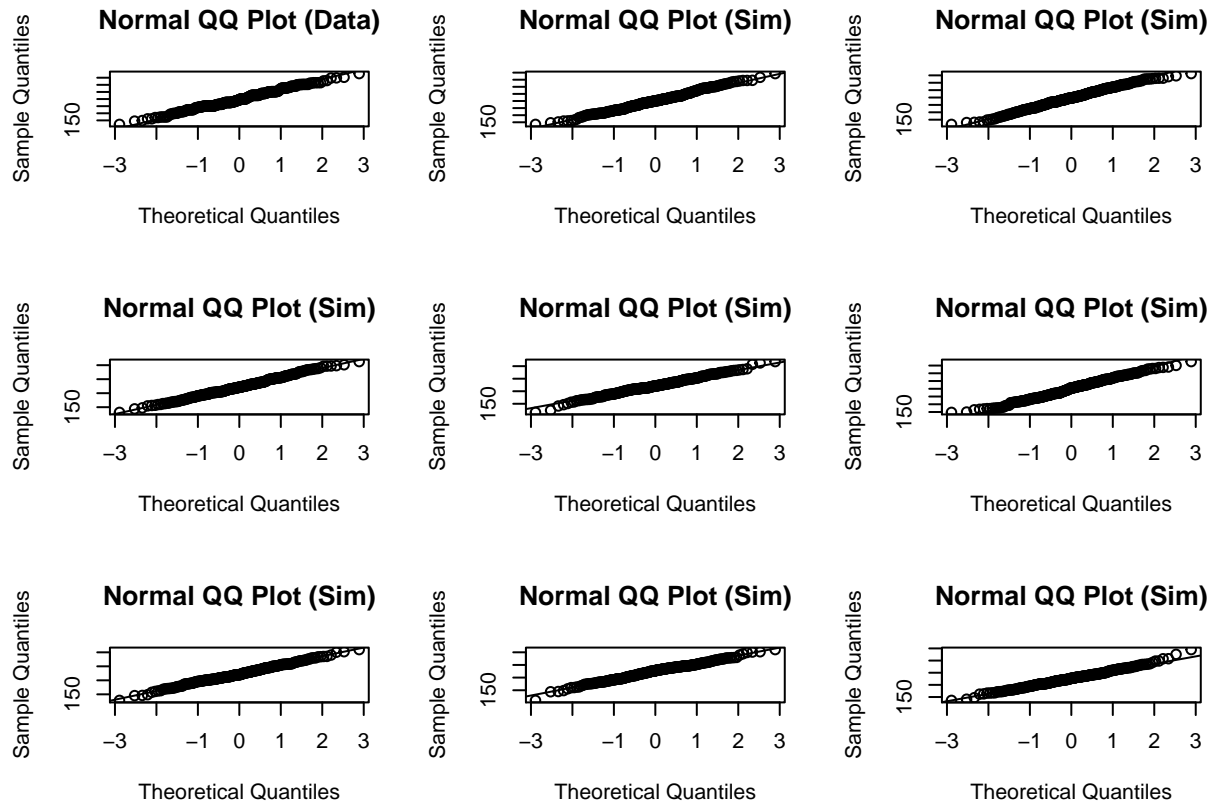 Normal QQ Plot (Data)
Sample Quantiles
150
−3 −1 0 1 2 3
Theoretical Quantiles
Normal QQ Plot (Sim)
Sample Quantiles
150
−3 −1 0 1 2 3
Theoretical Quantiles
Normal QQ Plot (Sim)
Sample Quantiles
150
−3 −1 0 1 2 3
Theoretical Quantiles
Normal QQ Plot (Sim)
Sample Quantiles
150
−3 −1 0 1 2 3
Theoretical Quantiles
Normal QQ Plot (Sim)
Sample Quantiles
150
−3 −1 0 1 2 3
Theoretical Quantiles
Normal QQ Plot (Sim)
Sample Quantiles
150
−3 −1 0 1 2 3
Theoretical Quantiles
Normal QQ Plot (Sim)
Sample Quantiles
150
−3 −1 0 1 2 3
Theoretical Quantiles
Normal QQ Plot (Sim)
Sample Quantiles
150
−3 −1 0 1 2 3
Theoretical Quantiles
Normal QQ Plot (Sim)
Sample Quantiles
150
−3 −1 0 1 2 3
Theoretical Quantiles